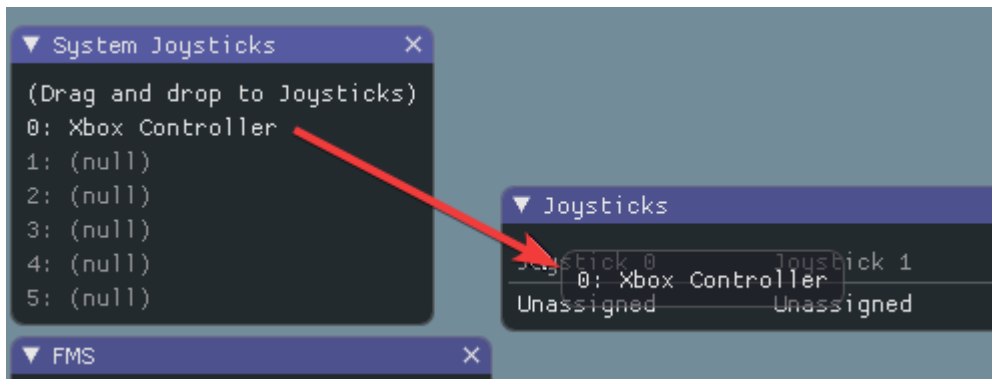 ▼ System Joysticks ×
(Drag and drop to Joysticks)
0: Xbox Controller
1: (null)
2: (null)
3: (null)
4: (null)
5: (null)
▼ Joysticks
Joystick 0 Joystick 1
0: Xbox Controller
Unassigned Unassigned
▼ FMS ×